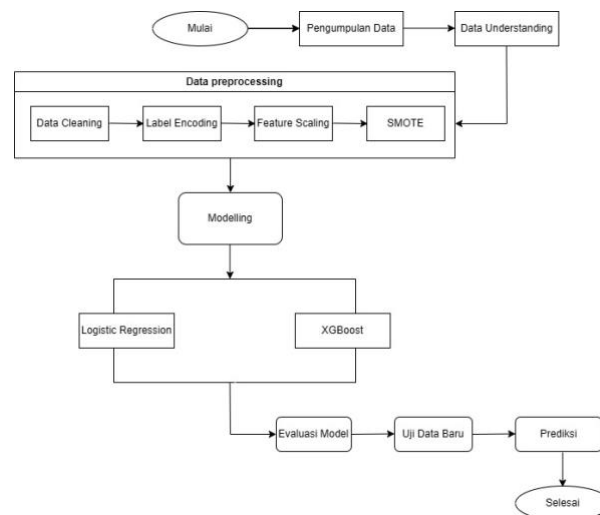 Mulai
Pengumpulan Data
Data Understanding
Data preprocessing
Data Cleaning
Label Encoding
Feature Scaling
SMOTE
Modelling
Logistic Regression
XGBoost
Evaluasi Model
Uji Data Baru
Prediksi
Selesai